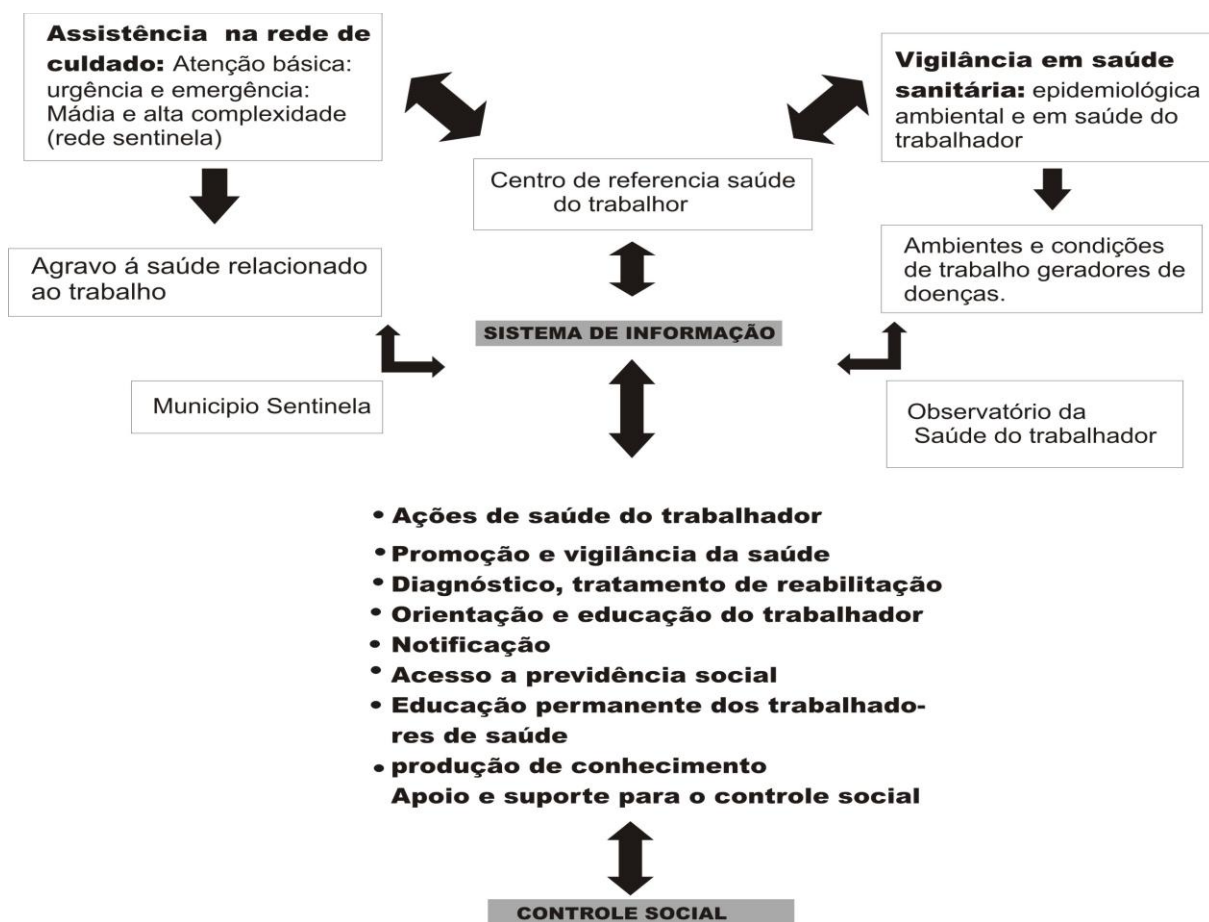 Assistência na rede de
culdado: Atenção básica:
urgência e emergência:
Mádia e alta complexidade
(rede sentinela)
Vigilância em saúde
sanitária: epidemiológica
ambiental e em saúde do
trabalhador
Centro de referencia saúde
do trabalhor
Agravo á saúde relacionado
ao trabalho
Ambientes e condições
de trabalho geradores de
doenças.
SISTEMA DE INFORMAÇÃO
Municipio Sentinela
Observatório da
Saúde do trabalhador
• Ações de saúde do trabalhador
• Promoção e vigilância da saúde
• Diagnóstico, tratamento de reabilitação
• Orientação e educação do trabalhador
• Notificação
• Acesso a previdência social
• Educação permanente dos trabalhado-
res de saúde
• produção de conhecimento
Apoio e suporte para o controle social
CONTROLE SOCIAL